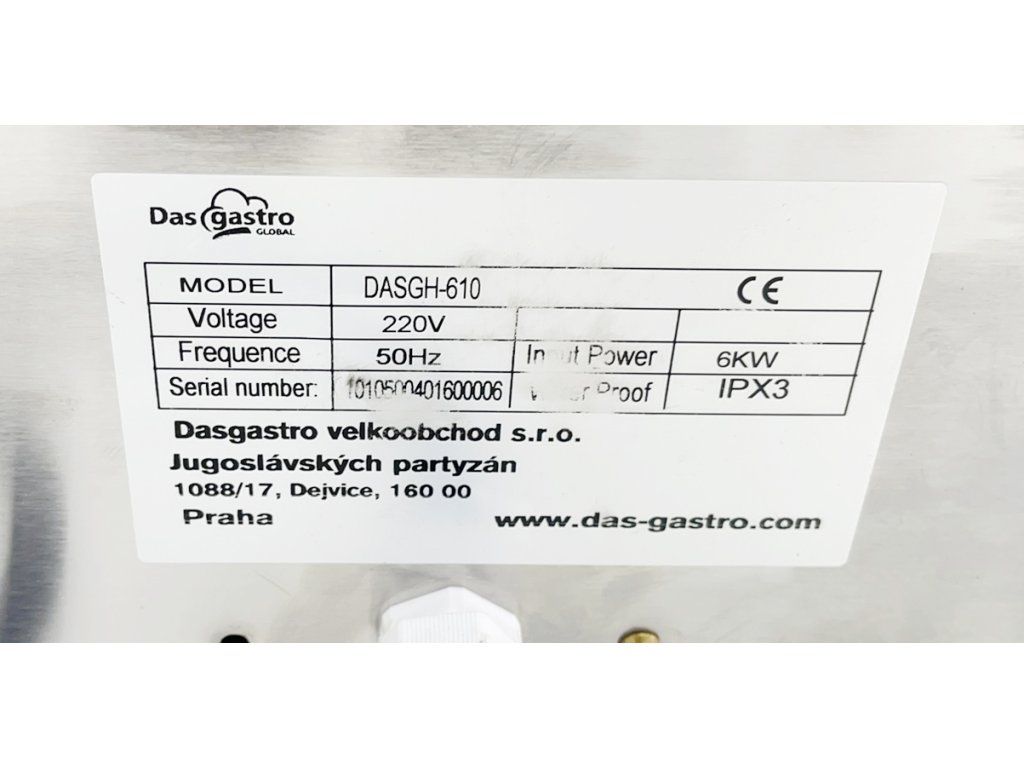 Das gastro
GLOBAL
MODEL DASGH-610 CE
Voltage 220V
Frequence 50Hz Input Power 6KW
Serial number: Proof IPX3
Dasgastro velkoobchod s.r.o.
Jugoslávských partyzán
1088/17, Dejvice, 160 00
Praha www.das-gastro.com